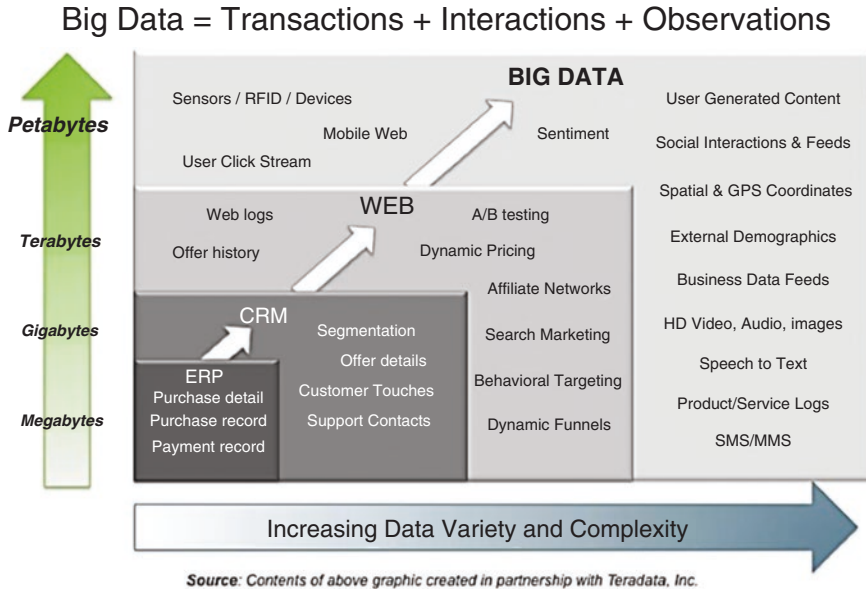 Big Data = Transactions + Interactions + Observations
BIG DATA
Sensors / RFID / Devices
User Generated Content
Petabytes
Mobile Web
Sentiment
Social Interactions & Feeds
User Click Stream
Spatial & GPS Coordinates
WEB
Web logs
A/B testing
Terabytes
External Demographics
Offer history
Dynamic Pricing
Business Data Feeds
Affiliate Networks
CRM
Gigabytes
Segmentation
Search Marketing
HD Video, Audio, images
Offer details
Speech to Text
ERP
Behavioral Targeting
Purchase detail
Customer Touches
Product/Service Logs
Megabytes
Purchase record
Support Contacts
Dynamic Funnels
SMS/MMS
Payment record
Increasing Data Variety and Complexity
Source: Contents of above graphic created in partnership with Teradata, Inc.